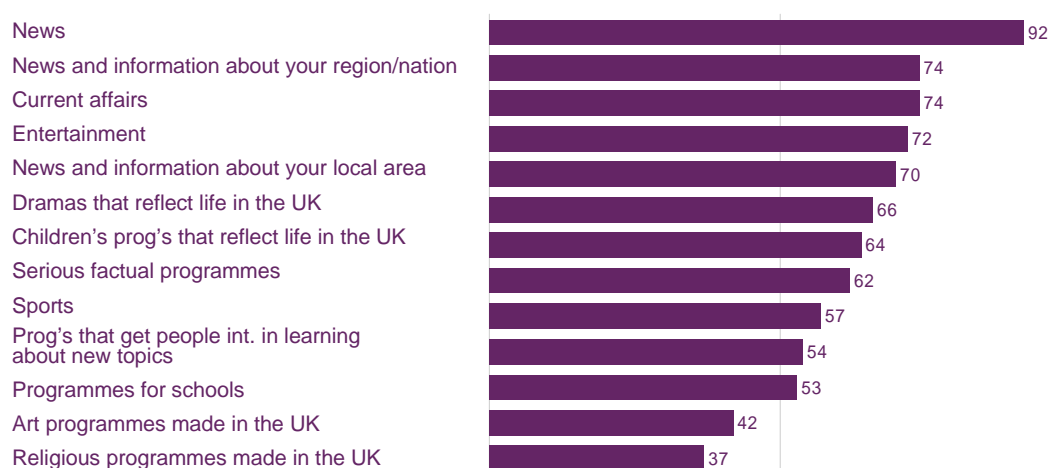 News 92
News and information about your region/nation 74
Current affairs 74
Entertainment 72
News and information about your local area 70
Dramas that reflect life in the UK 66
Children's prog's that reflect life in the UK 64
Serious factual programmes 62
Sports 57
Prog's that get people int. in learning
about new topics 54
Programmes for schools 53
Art programmes made in the UK 42
Religious programmes made in the UK 37